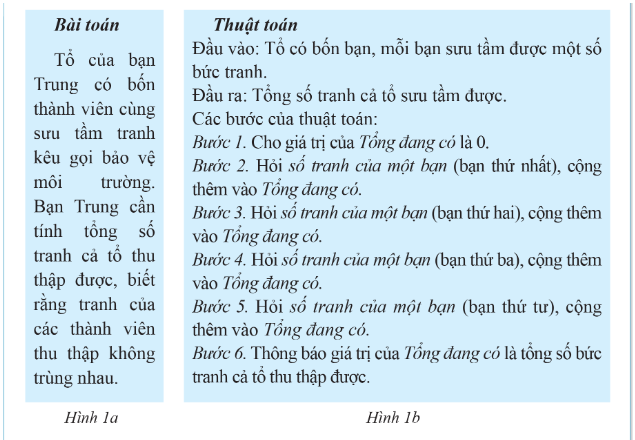 Bài toán
Tổ của bạn
Trung có bốn
thành viên cùng
sưu tầm tranh
kêu gọi bảo vệ
môi trường.
Bạn Trung cần
tính tổng số
tranh cả tổ thu
thập được, biết
rằng tranh của
các thành viên
thu thập không
trùng nhau.
Hình 1a
Thuật toán
Đầu vào: Tổ có bốn bạn, mỗi bạn sưu tầm được một số
bức tranh.
Đầu ra: Tổng số tranh cả tổ sưu tầm được.
Các bước của thuật toán:
Bước 1. Cho giá trị của Tổng đang có là 0.
Bước 2. Hỏi số tranh của một bạn (bạn thứ nhất), cộng
thêm vào Tổng đang có.
Bước 3. Hỏi số tranh của một bạn (bạn thứ hai), cộng thêm
vào Tổng đang có.
Bước 4. Hỏi số tranh của một bạn (bạn thứ ba), cộng thêm
vào Tổng đang có.
Bước 5. Hỏi số tranh của một bạn (bạn thứ tư), cộng
thêm vào Tổng đang có.
Bước 6. Thông báo giá trị của Tổng đang có là tổng số bức
tranh cả tổ thu thập được.
Hình 1b